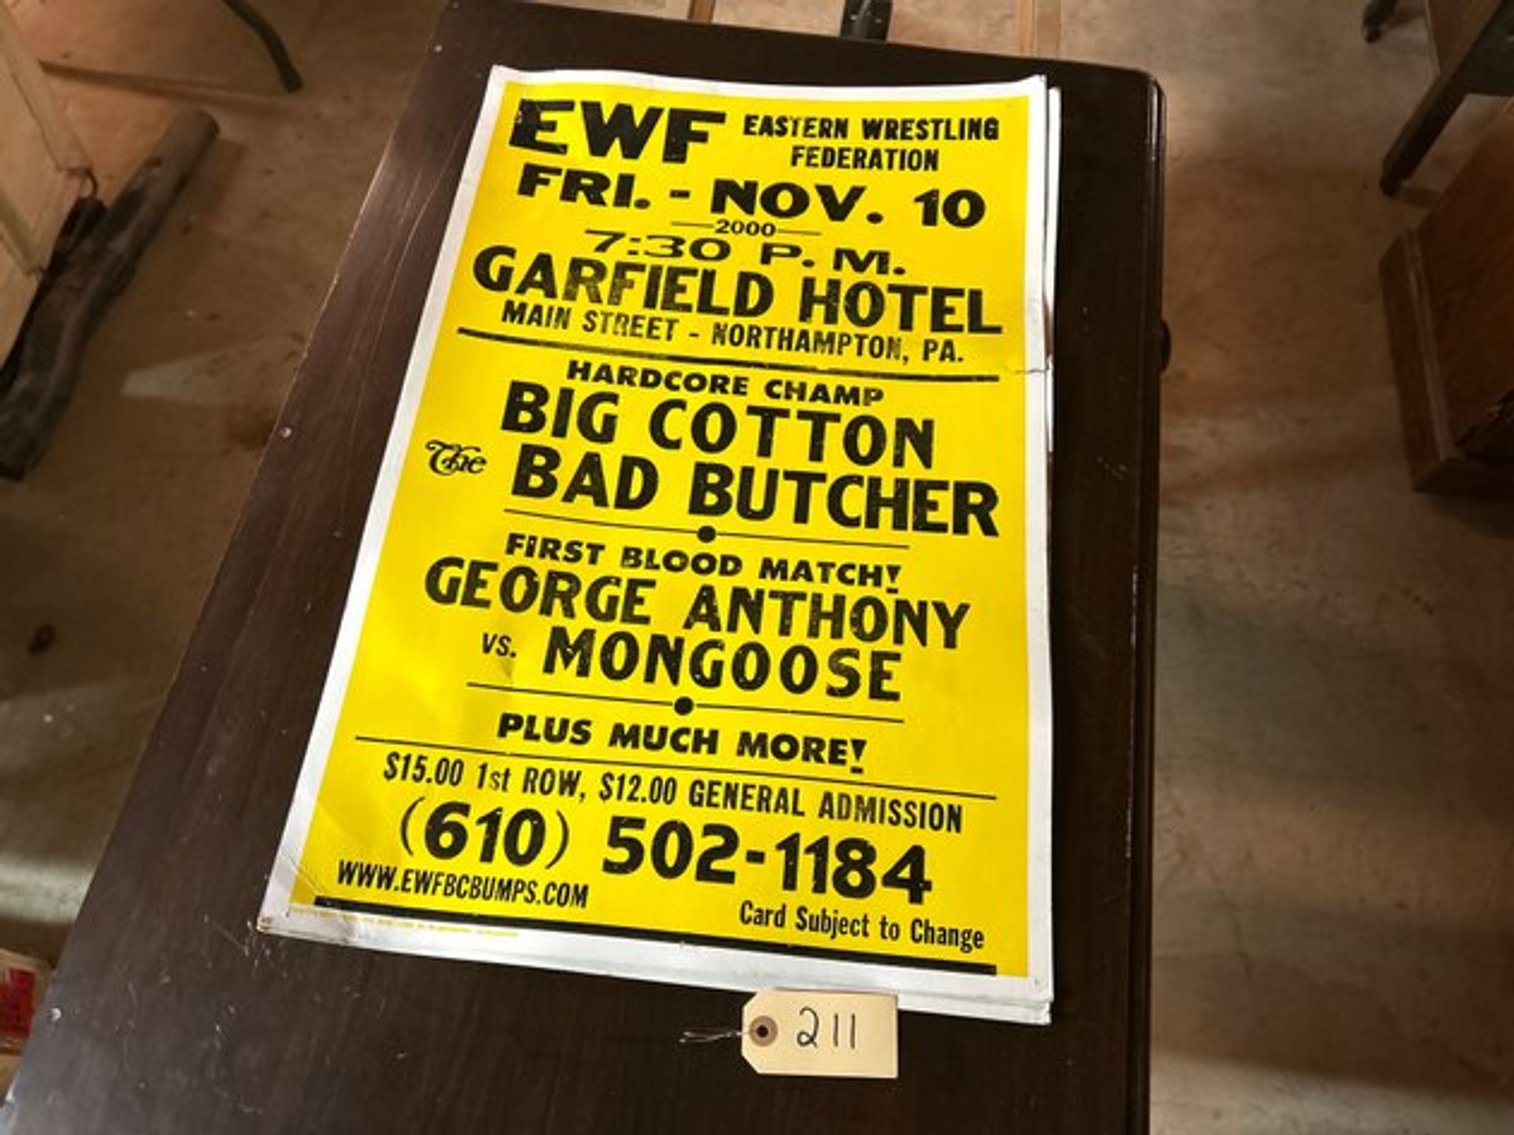 EWF EASTERN WRESTLING
FEDERATION
FRI. - NOV. 10
2000
7:30 P. M.
GARFIELD HOTEL
MAIN STREET - NORTHAMPTON, PA.
HARDCORE CHAMP
BIG COTTON
The BAD BUTCHER
FIRST BLOOD MATCH!
GEORGE ANTHONY
vs. MONGOOSE
PLUS MUCH MORE!
$15.00 1st ROW, $12.00 GENERAL ADMISSION
(610) 502-1184
WWW.EWFBCBUMPS.COM
Card Subject to Change
211